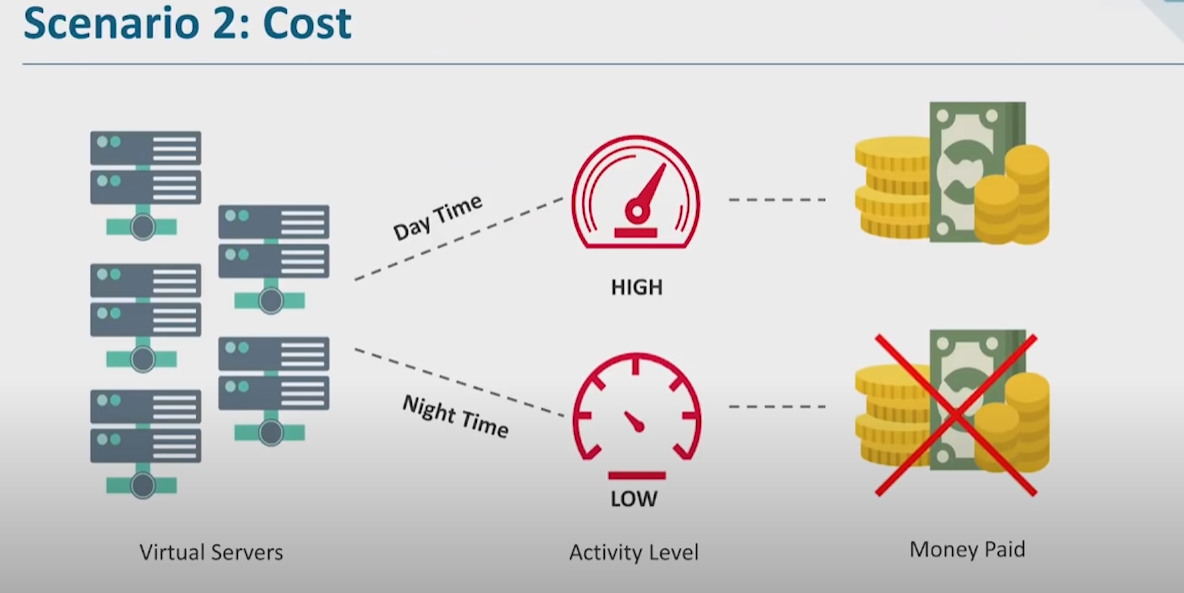 Scenario 2: Cost
Day Time
HIGH
Night Time
LOW
Virtual Servers
Activity Level
Money Paid